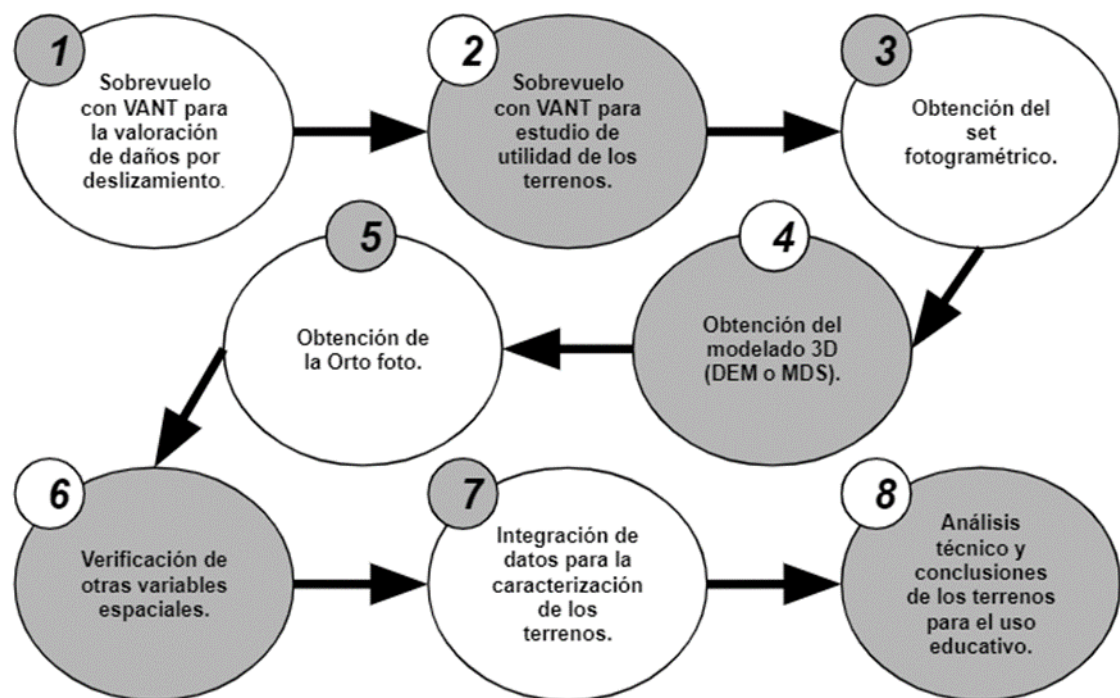 1
Sobrevuelo
con VANT para
la valoración
de daños por
deslizamiento.
2
Sobrevuelo
con VANT para
estudio de
utilidad de los
terrenos.
3
Obtención del
set
fotogramétrico.
4
Obtención del
modelado 3D
(DEM o MDS).
5
Obtención de
la Orto foto.
6
Verificación de
otras variables
espaciales.
7
Integración de
datos para la
caracterización
de los
terrenos.
8
Análisis
técnico y
conclusiones
de los terrenos
para el uso
educativo.